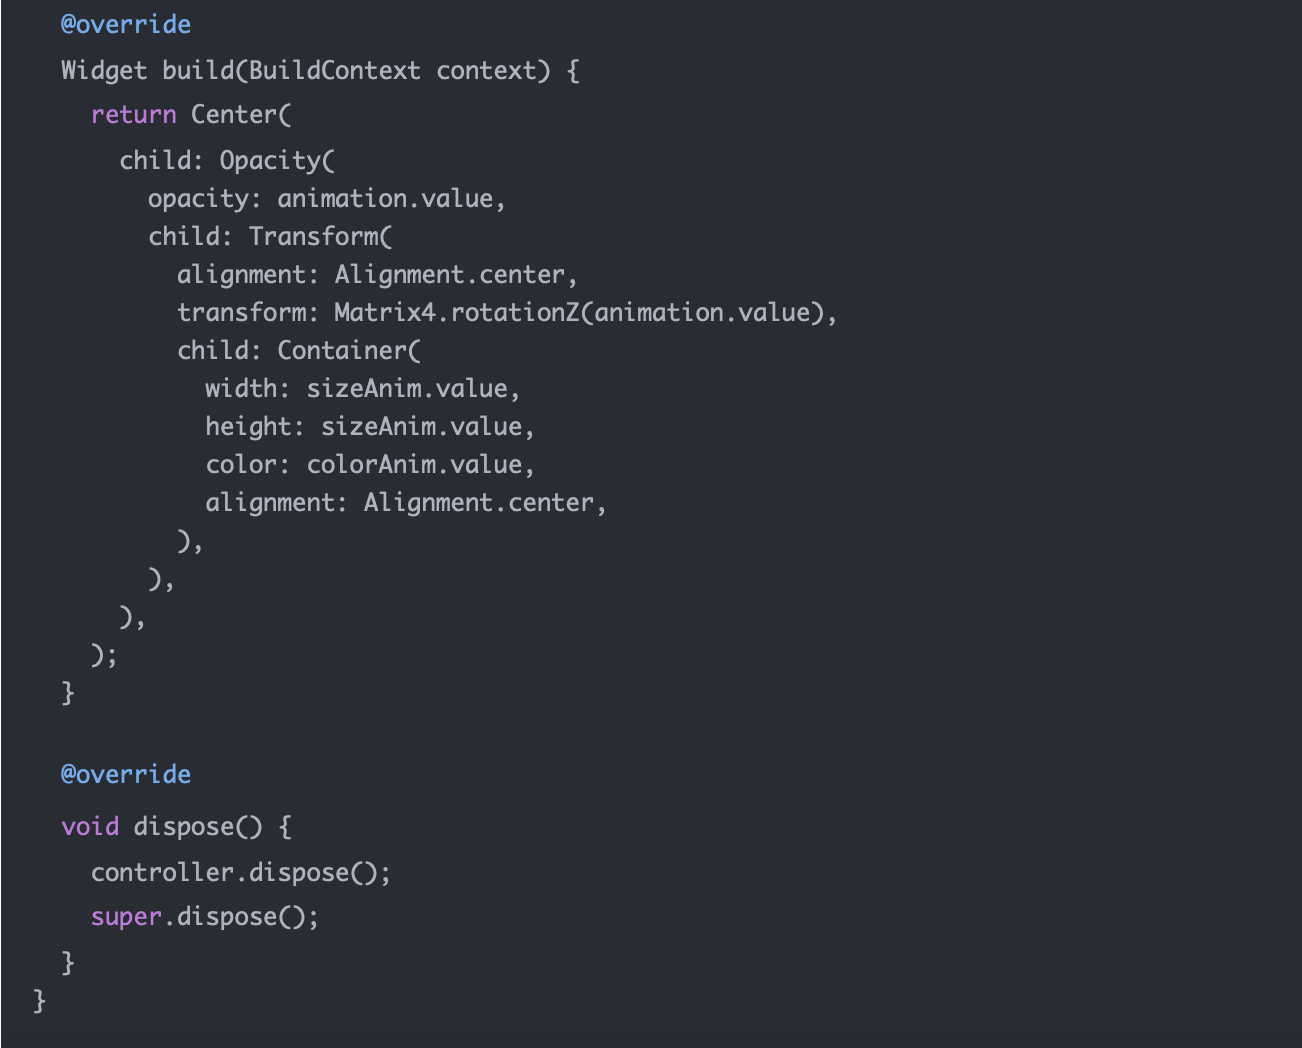 @override
Widget build(BuildContext context) {
return Center(
child: Opacity(
opacity: animation.value,
child: Transform(
alignment: Alignment.center,
transform: Matrix4.rotationZ(animation.value),
child: Container(
width: sizeAnim.value,
height: sizeAnim.value,
color: colorAnim.value,
alignment: Alignment.center,
),
),
),
);
}
@override
void dispose() {
controller.dispose();
super.dispose();
}
}